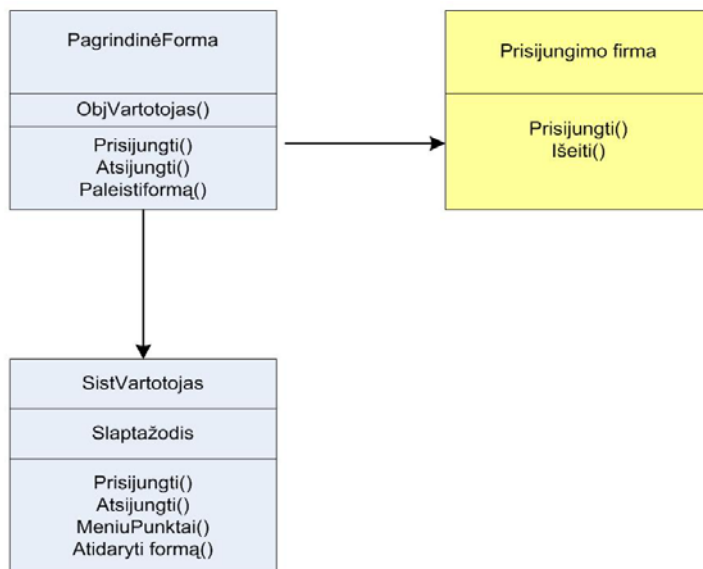 PagrindinėForma
ObjVartotojas()
Prisijungti()
Atsijungti()
Paleistiformą()
Prisijungimo firma
Prisijungti()
Išeiti()
SistVartotojas
Slaptažodis
Prisijungti()
Atsijungti()
MeniuPunktai()
Atidaryti formą()